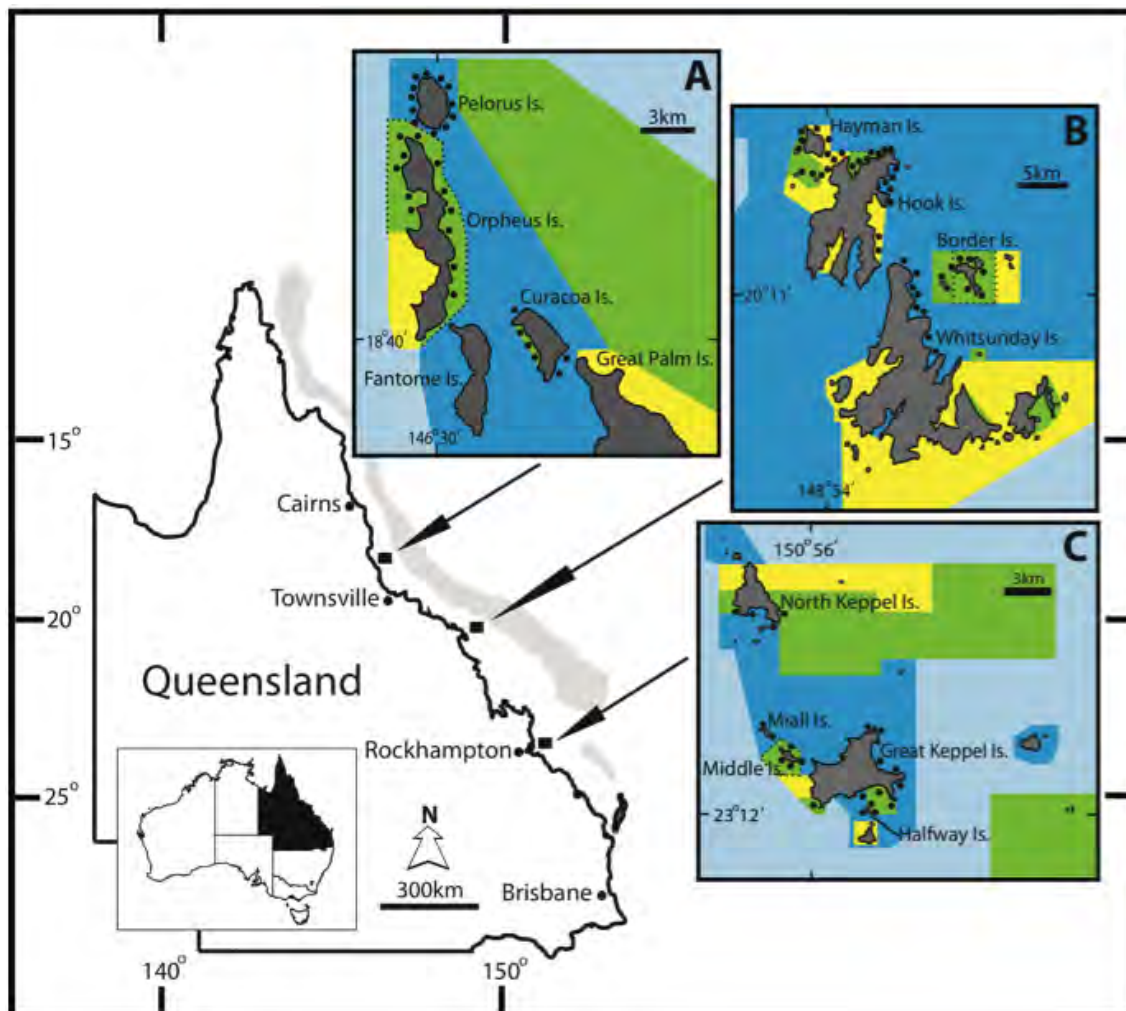 A
Pelorus Is.
3km
Orpheus Is.
Curacoa Is.
18°40′
Great Palm Is.
Fantome Is.
146°30′
B
Hayman Is.
5km
Hook Is.
Border Is.
20°11′
Whitsunday Is.
148°54′
C
150°56′
3km
North Keppel Is.
Miall Is.
Great Keppel Is.
Middle Is.
23°12′
Halfway Is.
15°
Cairns
Townsville
20°
Queensland
Rockhampton
25°
N
300km
Brisbane
140°
150°